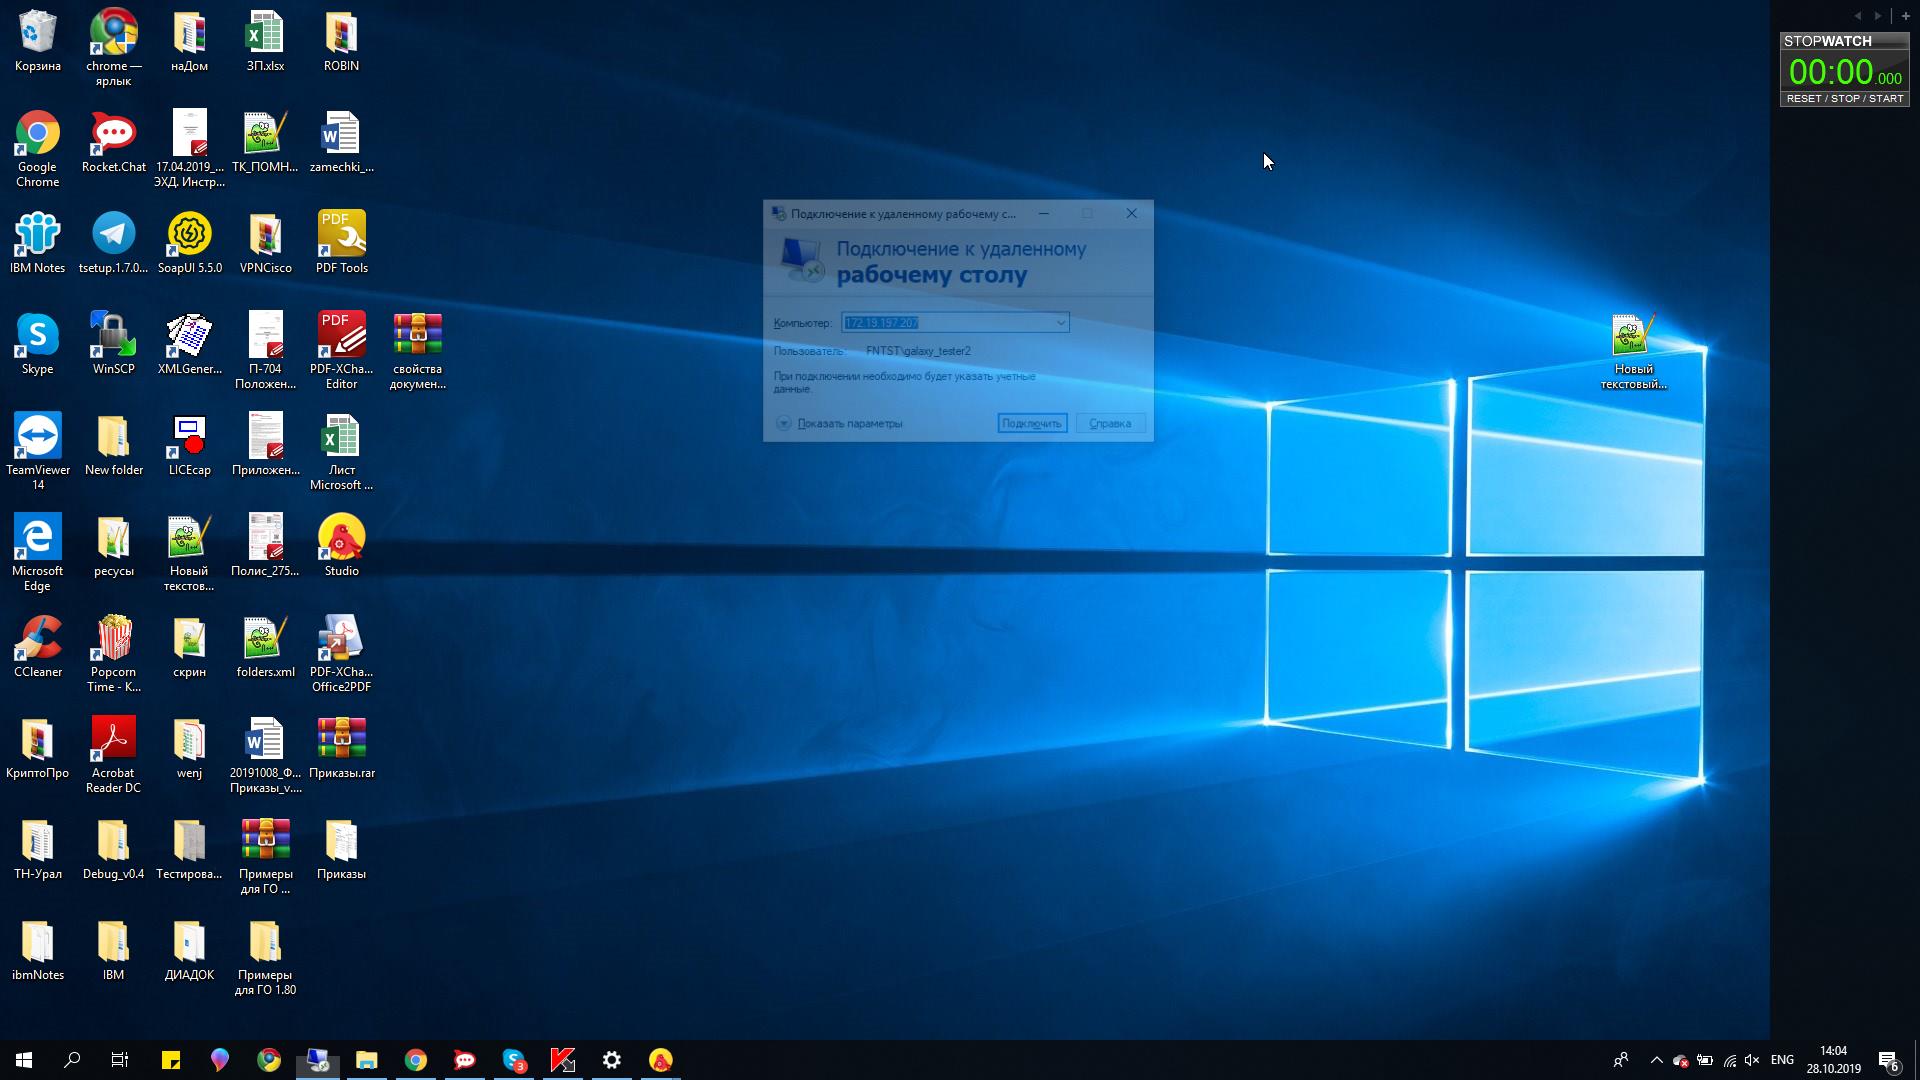 Корзина
chrome —
ярлык
наДом
ЗП.xlsx
ROBIN
Google
Chrome
Rocket.Chat
17.04.2019_...
ЭХД. Инстр...
ТК_ПОМН...
zamechki_...
IBM Notes
tsetup.1.7.0...
SoapUI 5.5.0
VPNCisco
PDF
PDF Tools
Skype
WinSCP
XMLGener...
П-704
Положен...
PDF
PDF-XCha...
Editor
свойства
докумен...
TeamViewer
14
New folder
LICEcap
Приложен...
Лист
Microsoft ...
Microsoft
Edge
ресусы
Новый
текстов...
Полис_275...
Studio
CCleaner
Popcorn
Time - K...
скрин
folders.xml
PDF-XCha...
Office2PDF
КриптоПро
Acrobat
Reader DC
wenj
20191008_Ф...
Приказы_v....
Приказы.rar
ТН-Урал
Debug_v0.4
Тестирова...
Примеры
для ГО ...
Приказы
ibmNotes
IBM
ДИАДОК
Примеры
для ГО 1.80
Подключение к удаленному рабочему с...
Подключение к удаленному
рабочему столу
Компьютер:
172.19.197.207
Пользователь:
FNTST\galaxy_tester2
При подключении необходимо будет указать учетные
данные.
Показать параметры
Подключить
Справка
Новый
текстовый...
STOPWATCH
00:00.000
RESET / STOP / START
3
ENG
14:04
28.10.2019
6